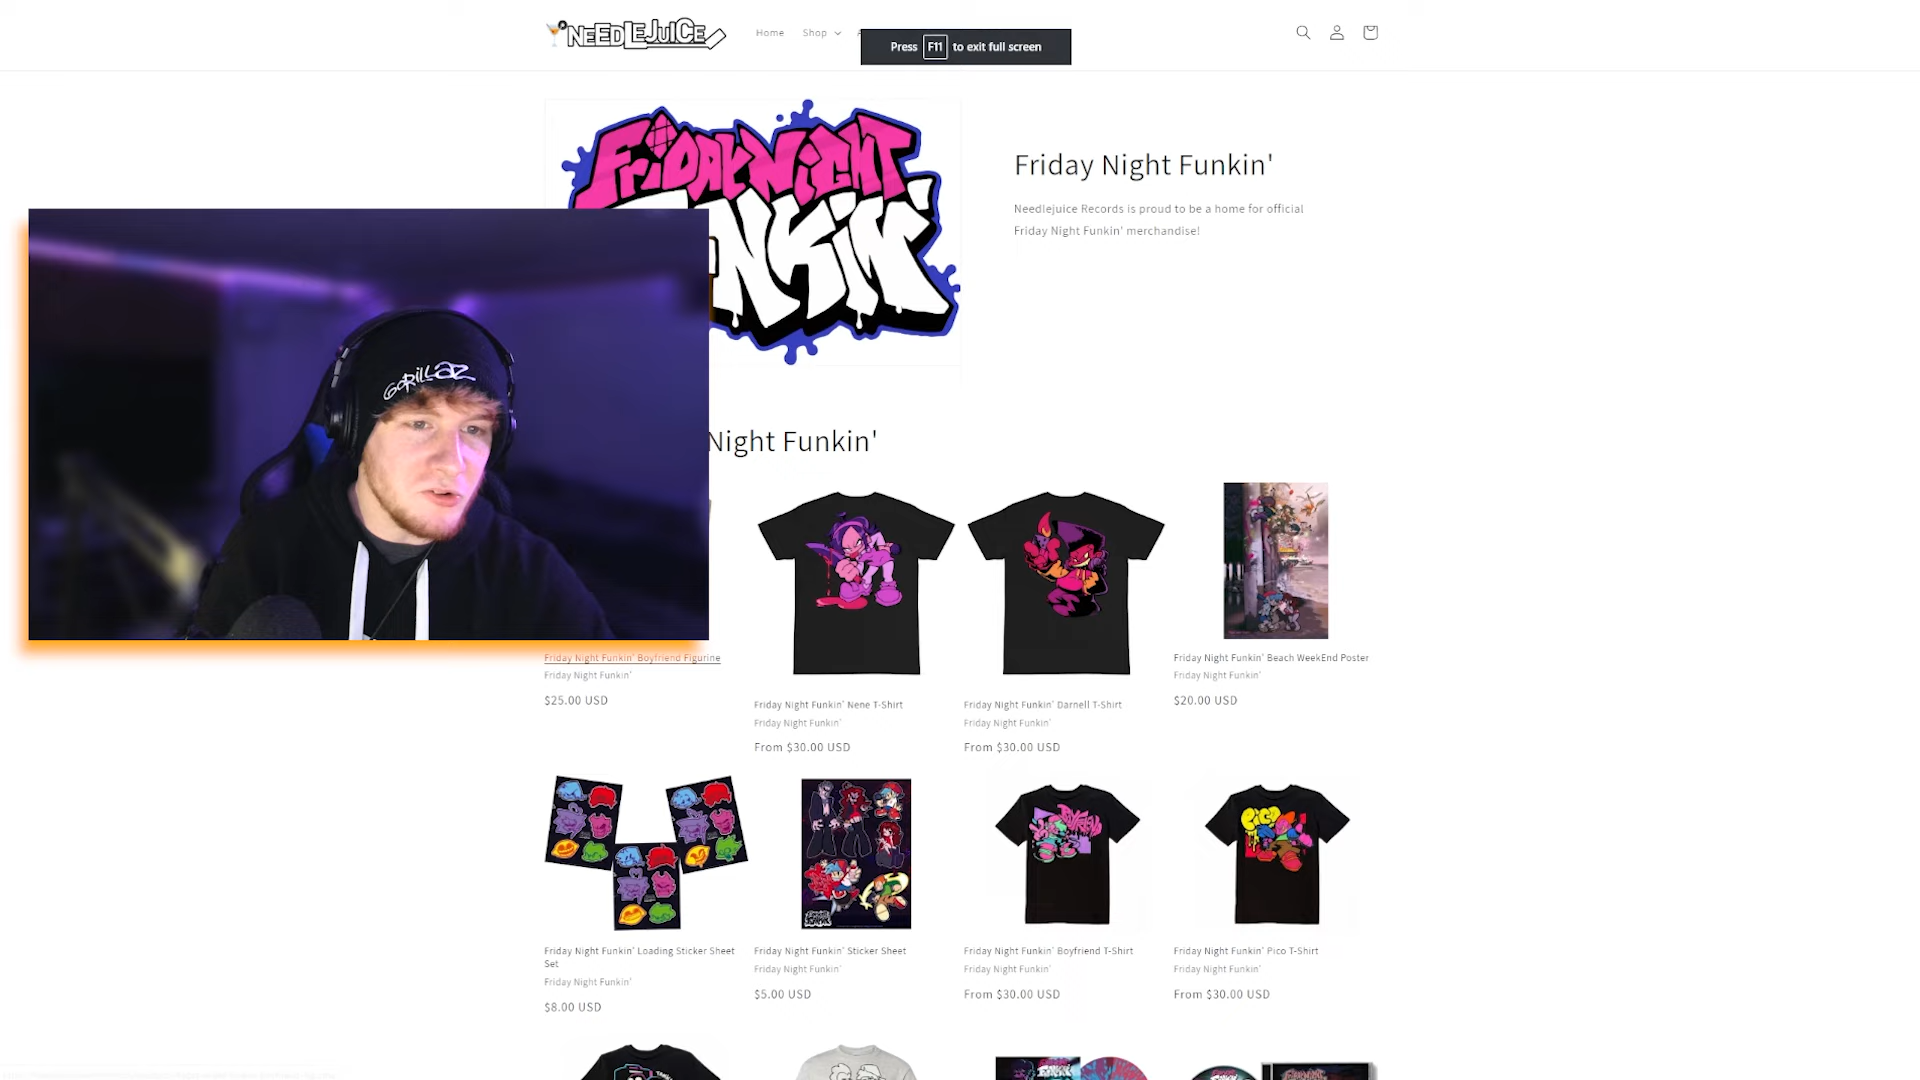 NEEDLEJUICE
Home
Shop
Press F11 to exit full screen
FRIDAY NIGHT
Friday Night Funkin'
Needlejuice Records is proud to be a home for official
Friday Night Funkin' merchandise!
GORILLAZ
Night Funkin'
Friday Night Funkin' Boyfriend Figurine
Friday Night Funkin'
$25.00 USD
Friday Night Funkin' Nene T-Shirt
Friday Night Funkin'
From $30.00 USD
Friday Night Funkin' Darnell T-Shirt
Friday Night Funkin'
From $30.00 USD
Friday Night Funkin' Beach WeekEnd Poster
Friday Night Funkin'
$20.00 USD
BOYFRIEND
PICO
Friday Night Funkin' Loading Sticker Sheet
Set
Friday Night Funkin'
$8.00 USD
Friday Night Funkin' Sticker Sheet
Friday Night Funkin'
$5.00 USD
Friday Night Funkin' Boyfriend T-Shirt
Friday Night Funkin'
From $30.00 USD
Friday Night Funkin' Pico T-Shirt
Friday Night Funkin'
From $30.00 USD